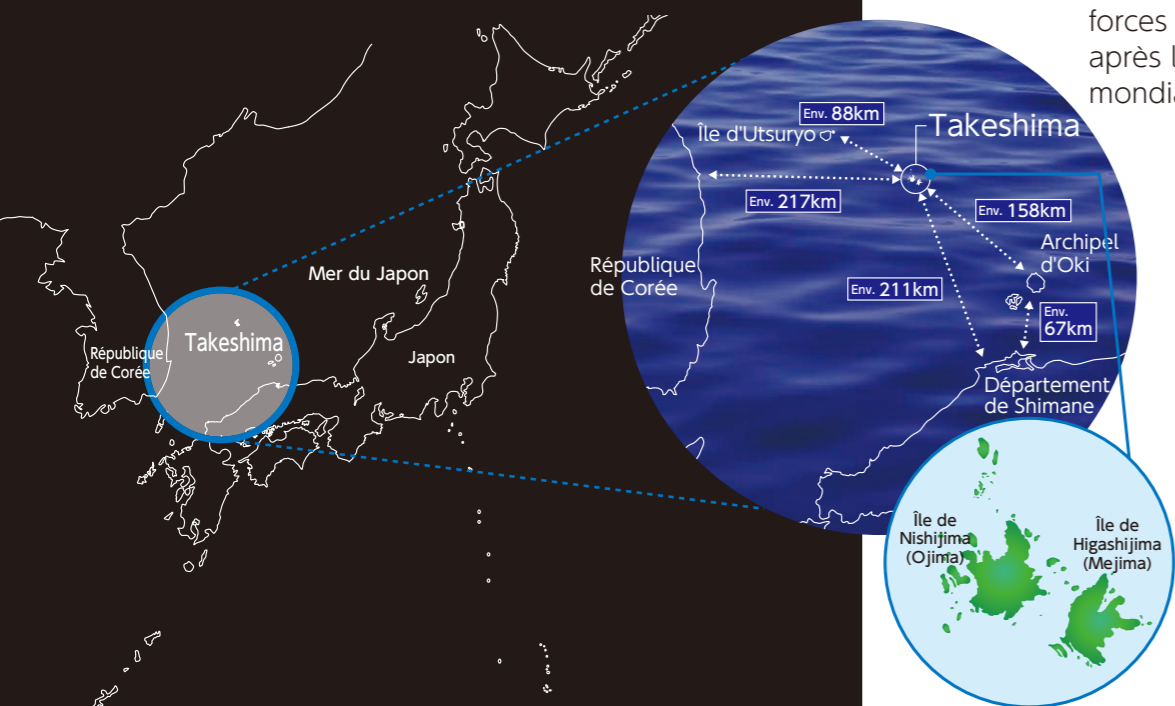 forces
après l
mondia
Mer du Japon
Takeshima
République
de Corée
Japon
Env. 88km
Île d'Utsuryo
Takeshima
Env. 217km
Env. 158km
Archipel
d'Oki
République
de Corée
Env. 211km
Env.
67km
Département
de Shimane
Île de
Nishijima
(Ojima)
Île de
Higashijima
(Mejima)